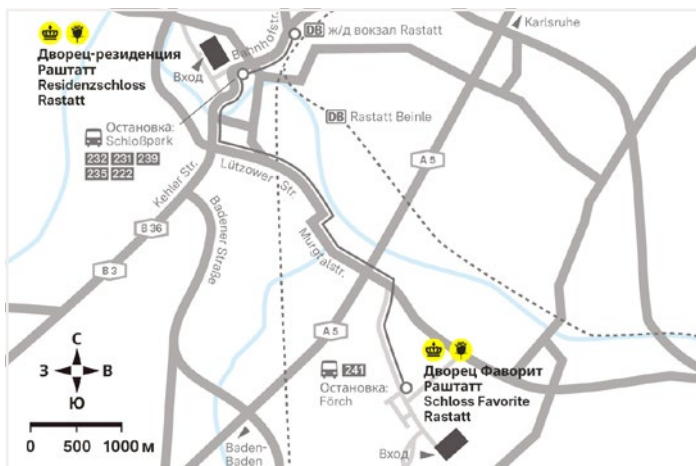 Дворец-резиденция
Раштатт
Residenzschloss
Rastatt
Bahnhofstr.
DB ж/д вокзал Rastatt
Karlsruhe
Вход
DB Rastatt Beinle
Остановка:
Schloßpark
232 231 239
235 222
A 5
Lützower Str.
Kehler Str.
Badener Straße
B 36
Murgtalstr.
B 3
A 5
С
З В
Ю
241
Остановка:
Förch
Дворец Фаворит
Раштатт
Schloss Favorite
Rastatt
0 500 1000 м
Baden-
Baden
Вход